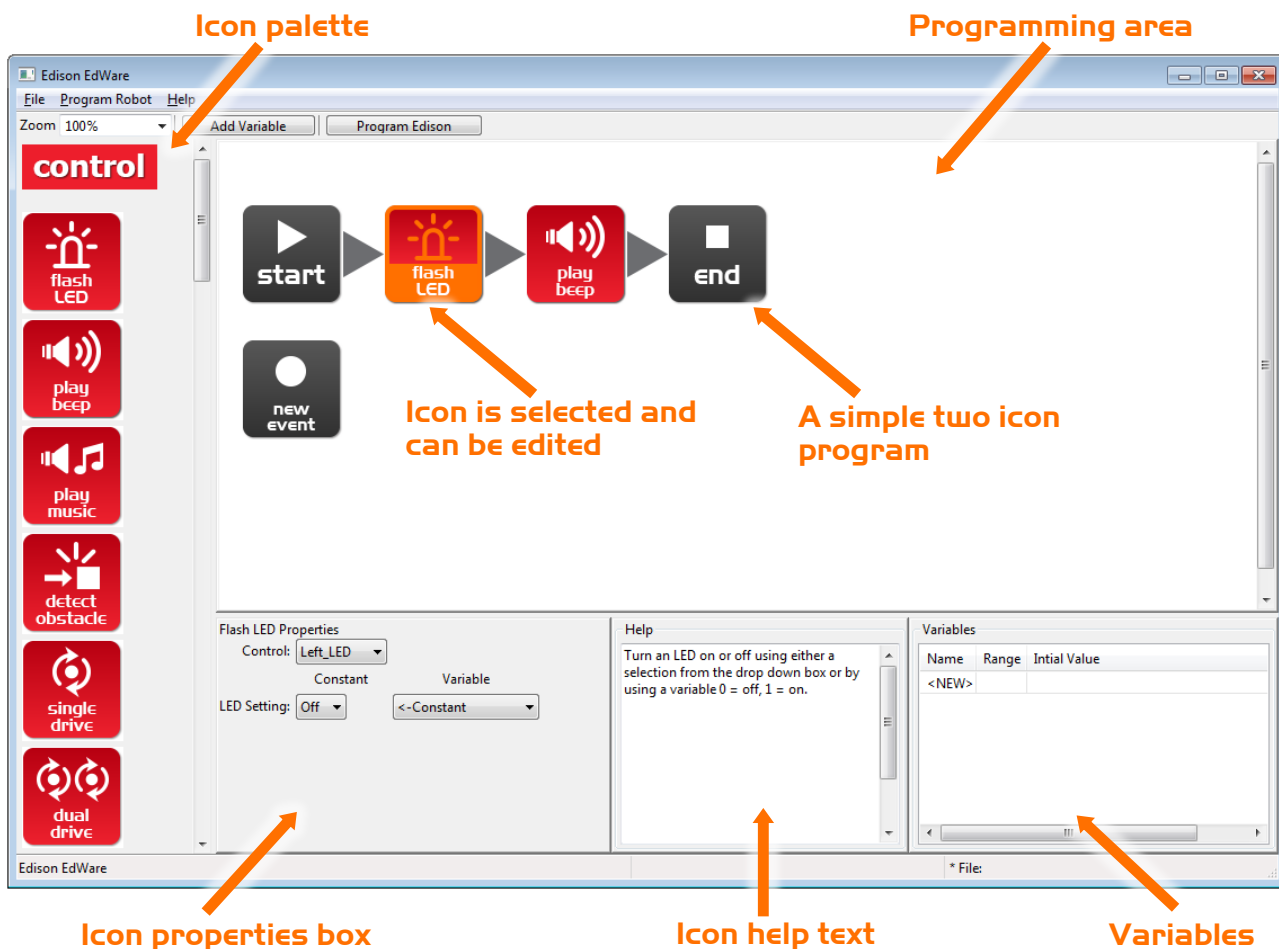 Icon palette
Programming area
Edison EdWare
File Program Robot Help
Zoom 100% Add Variable Program Edison
control
flash
LED
play
beep
play
music
detect
obstacle
single
drive
dual
drive
start
flash
LED
play
beep
end
new
event
Icon is selected and
can be edited
A simple two icon
program
Flash LED Properties
Control: Left_LED
Constant Variable
LED Setting: Off <-Constant
Help
Turn an LED on or off using either a
selection from the drop down box or by
using a variable 0 = off, 1 = on.
Variables
Name Range Intial Value
<NEW>
Edison EdWare
* File:
Icon properties box
Icon help text
Variables